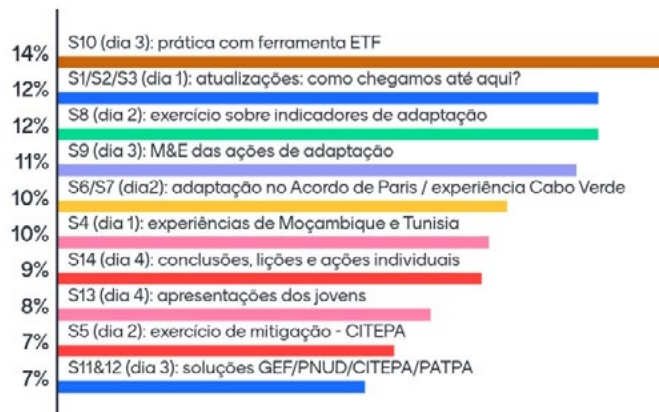 S10 (dia 3): prática com ferramenta ETF
14%
S1/S2/S3 (dia 1): atualizações: como chegamos até aqui?
12%
S8 (dia 2): exercício sobre indicadores de adaptação
12%
S9 (dia 3): M&E das ações de adaptação
11%
S6/S7 (dia2): adaptação no Acordo de Paris / experiência Cabo Verde
10%
S4 (dia 1): experiências de Moçambique e Tunisia
10%
S14 (dia 4): conclusões, lições e ações individuais
9%
S13 (dia 4): apresentações dos jovens
8%
S5 (dia 2): exercício de mitigação - CITEPA
7%
S11&12 (dia 3): soluções GEF/PNUD/CITEPA/PATPA
7%